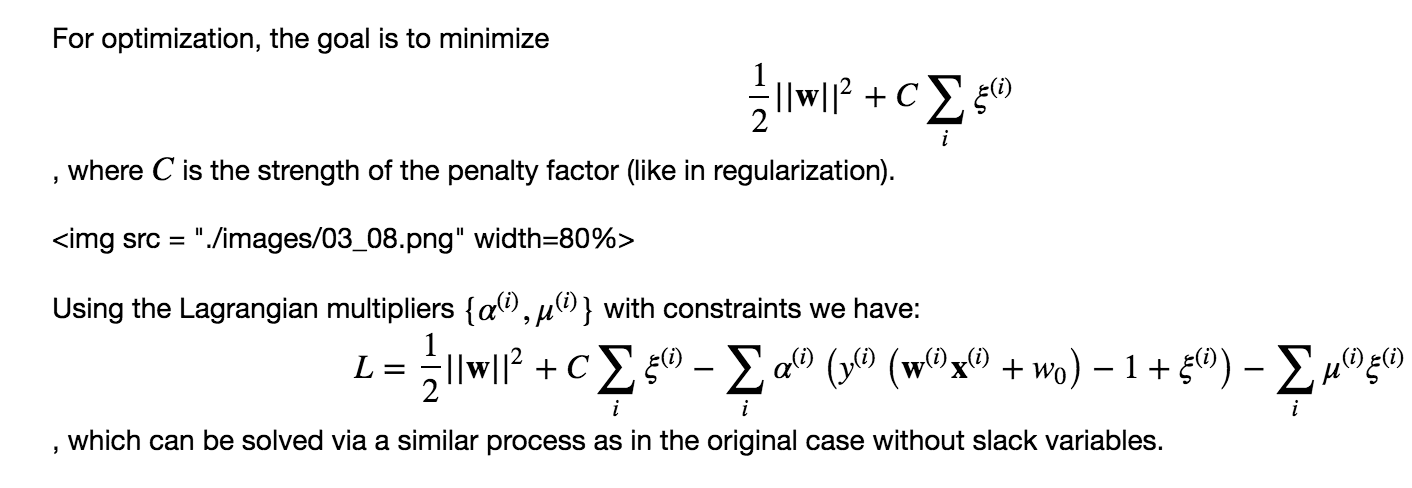 For optimization, the goal is to minimize
$$\frac{1}{2}||\mathbf{w}||^2 + C \sum_i \xi^{(i)}$$
, where $C$ is the strength of the penalty factor (like in regularization).
<img src = "./images/03_08.png" width=80%>
Using the Lagrangian multipliers $\{\alpha^{(i)}, \mu^{(i)}\}$ with constraints we have:
$$L = \frac{1}{2}||\mathbf{w}||^2 + C \sum_i \xi^{(i)} - \sum_i \alpha^{(i)} \left(y^{(i)} \left(\mathbf{w}^{(i)}\mathbf{x}^{(i)} + w_0\right) - 1 + \xi^{(i)}\right) - \sum_i \mu^{(i)}\xi^{(i)}$$
, which can be solved via a similar process as in the original case without slack variables.